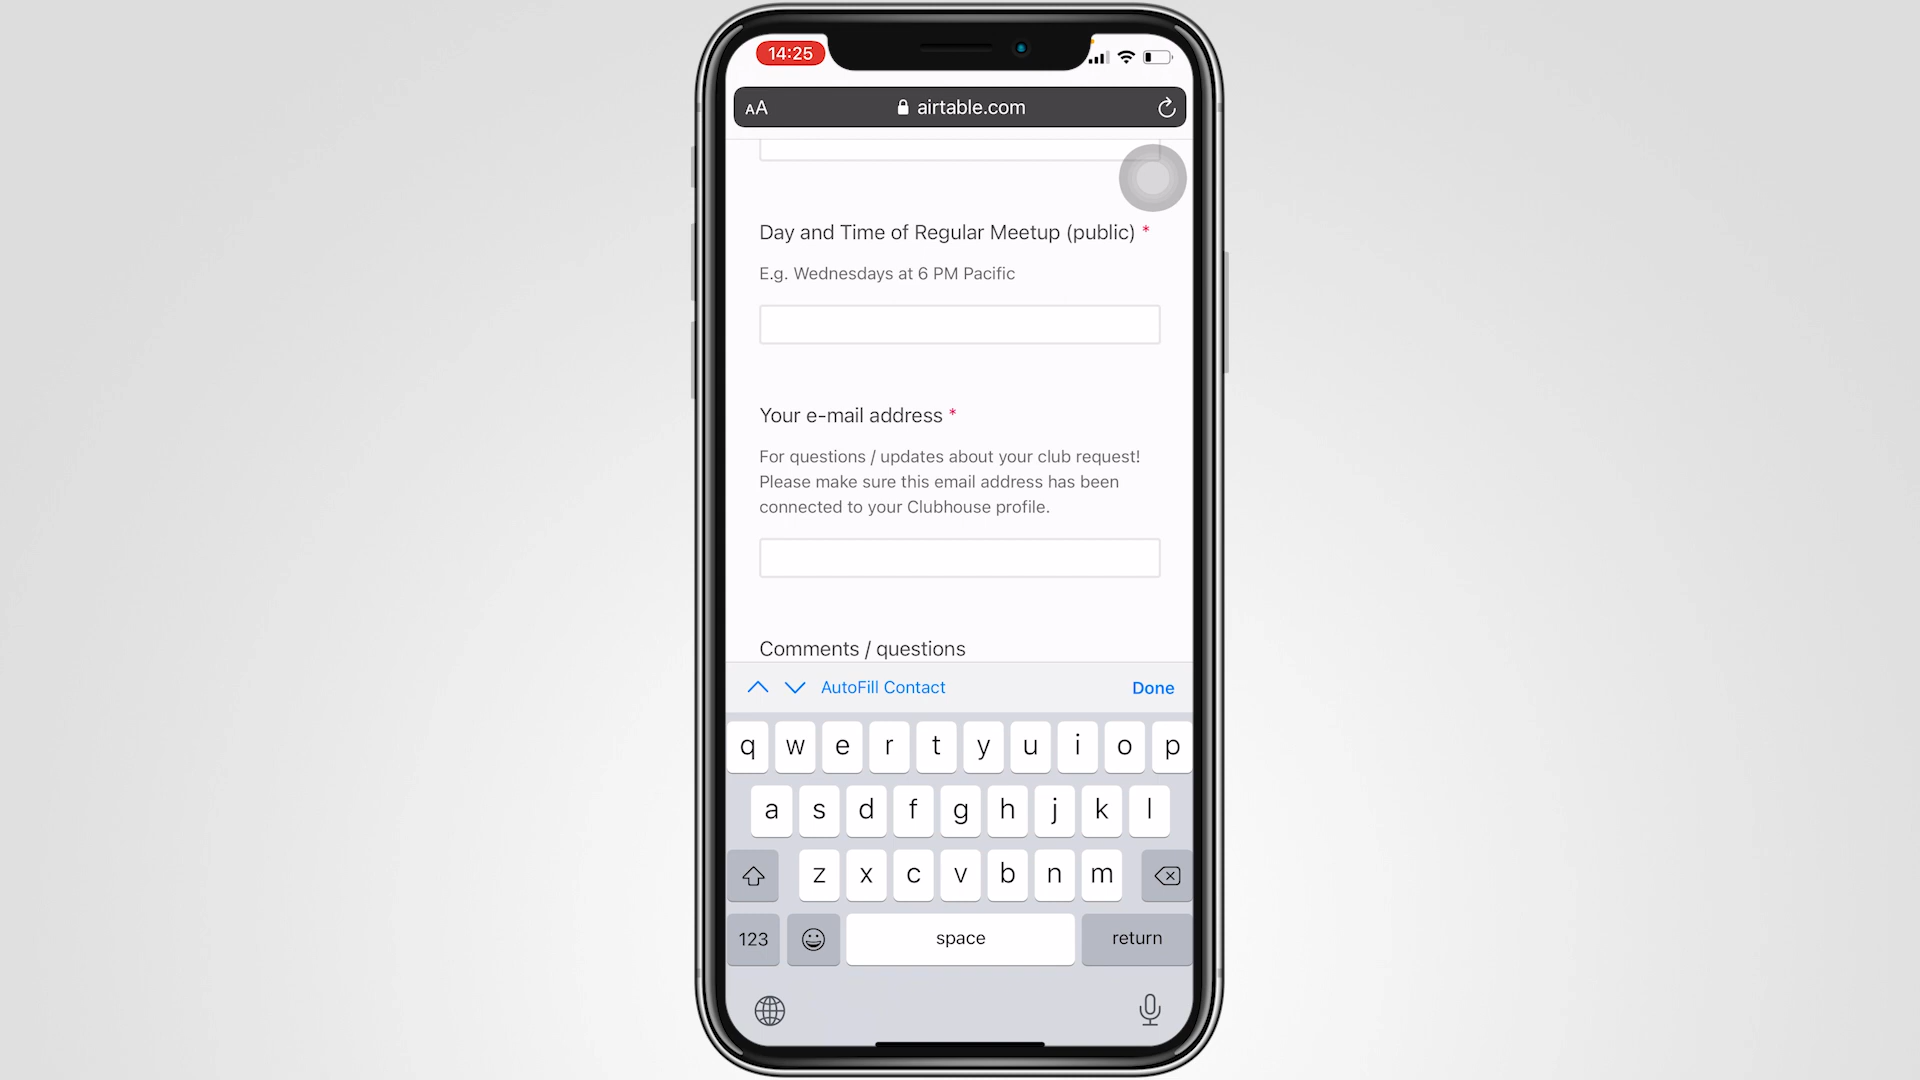 14:25
AA airtable.com
Day and Time of Regular Meetup (public) *
E.g. Wednesdays at 6 PM Pacific
Your e-mail address *
For questions / updates about your club request!
Please make sure this email address has been
connected to your Clubhouse profile.
Comments / questions
AutoFill Contact Done
q w e r t y u i o p
a s d f g h j k l
z x c v b n m
123 space return